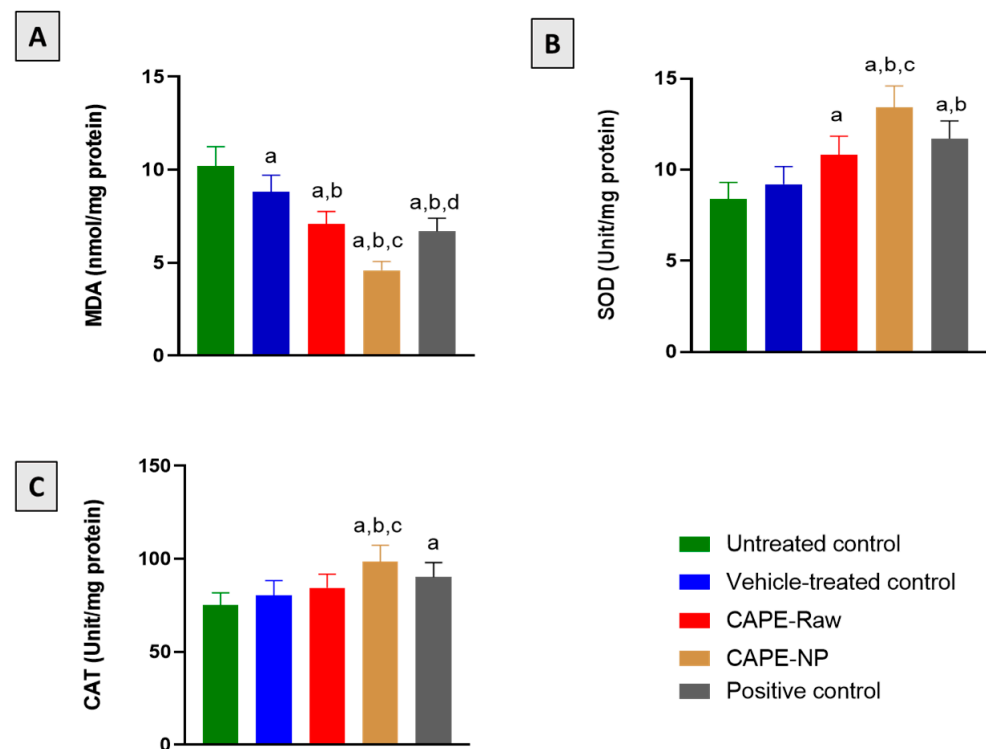 A
MDA (nmol/mg protein)
15
10
5
0
a
a,b
a,b,c
a,b,d
B
SOD (Unit/mg protein)
15
10
5
0
a
a,b,c
a,b
C
CAT (Unit/mg protein)
150
100
50
0
a,b,c
a
Untreated control
Vehicle-treated control
CAPE-Raw
CAPE-NP
Positive control